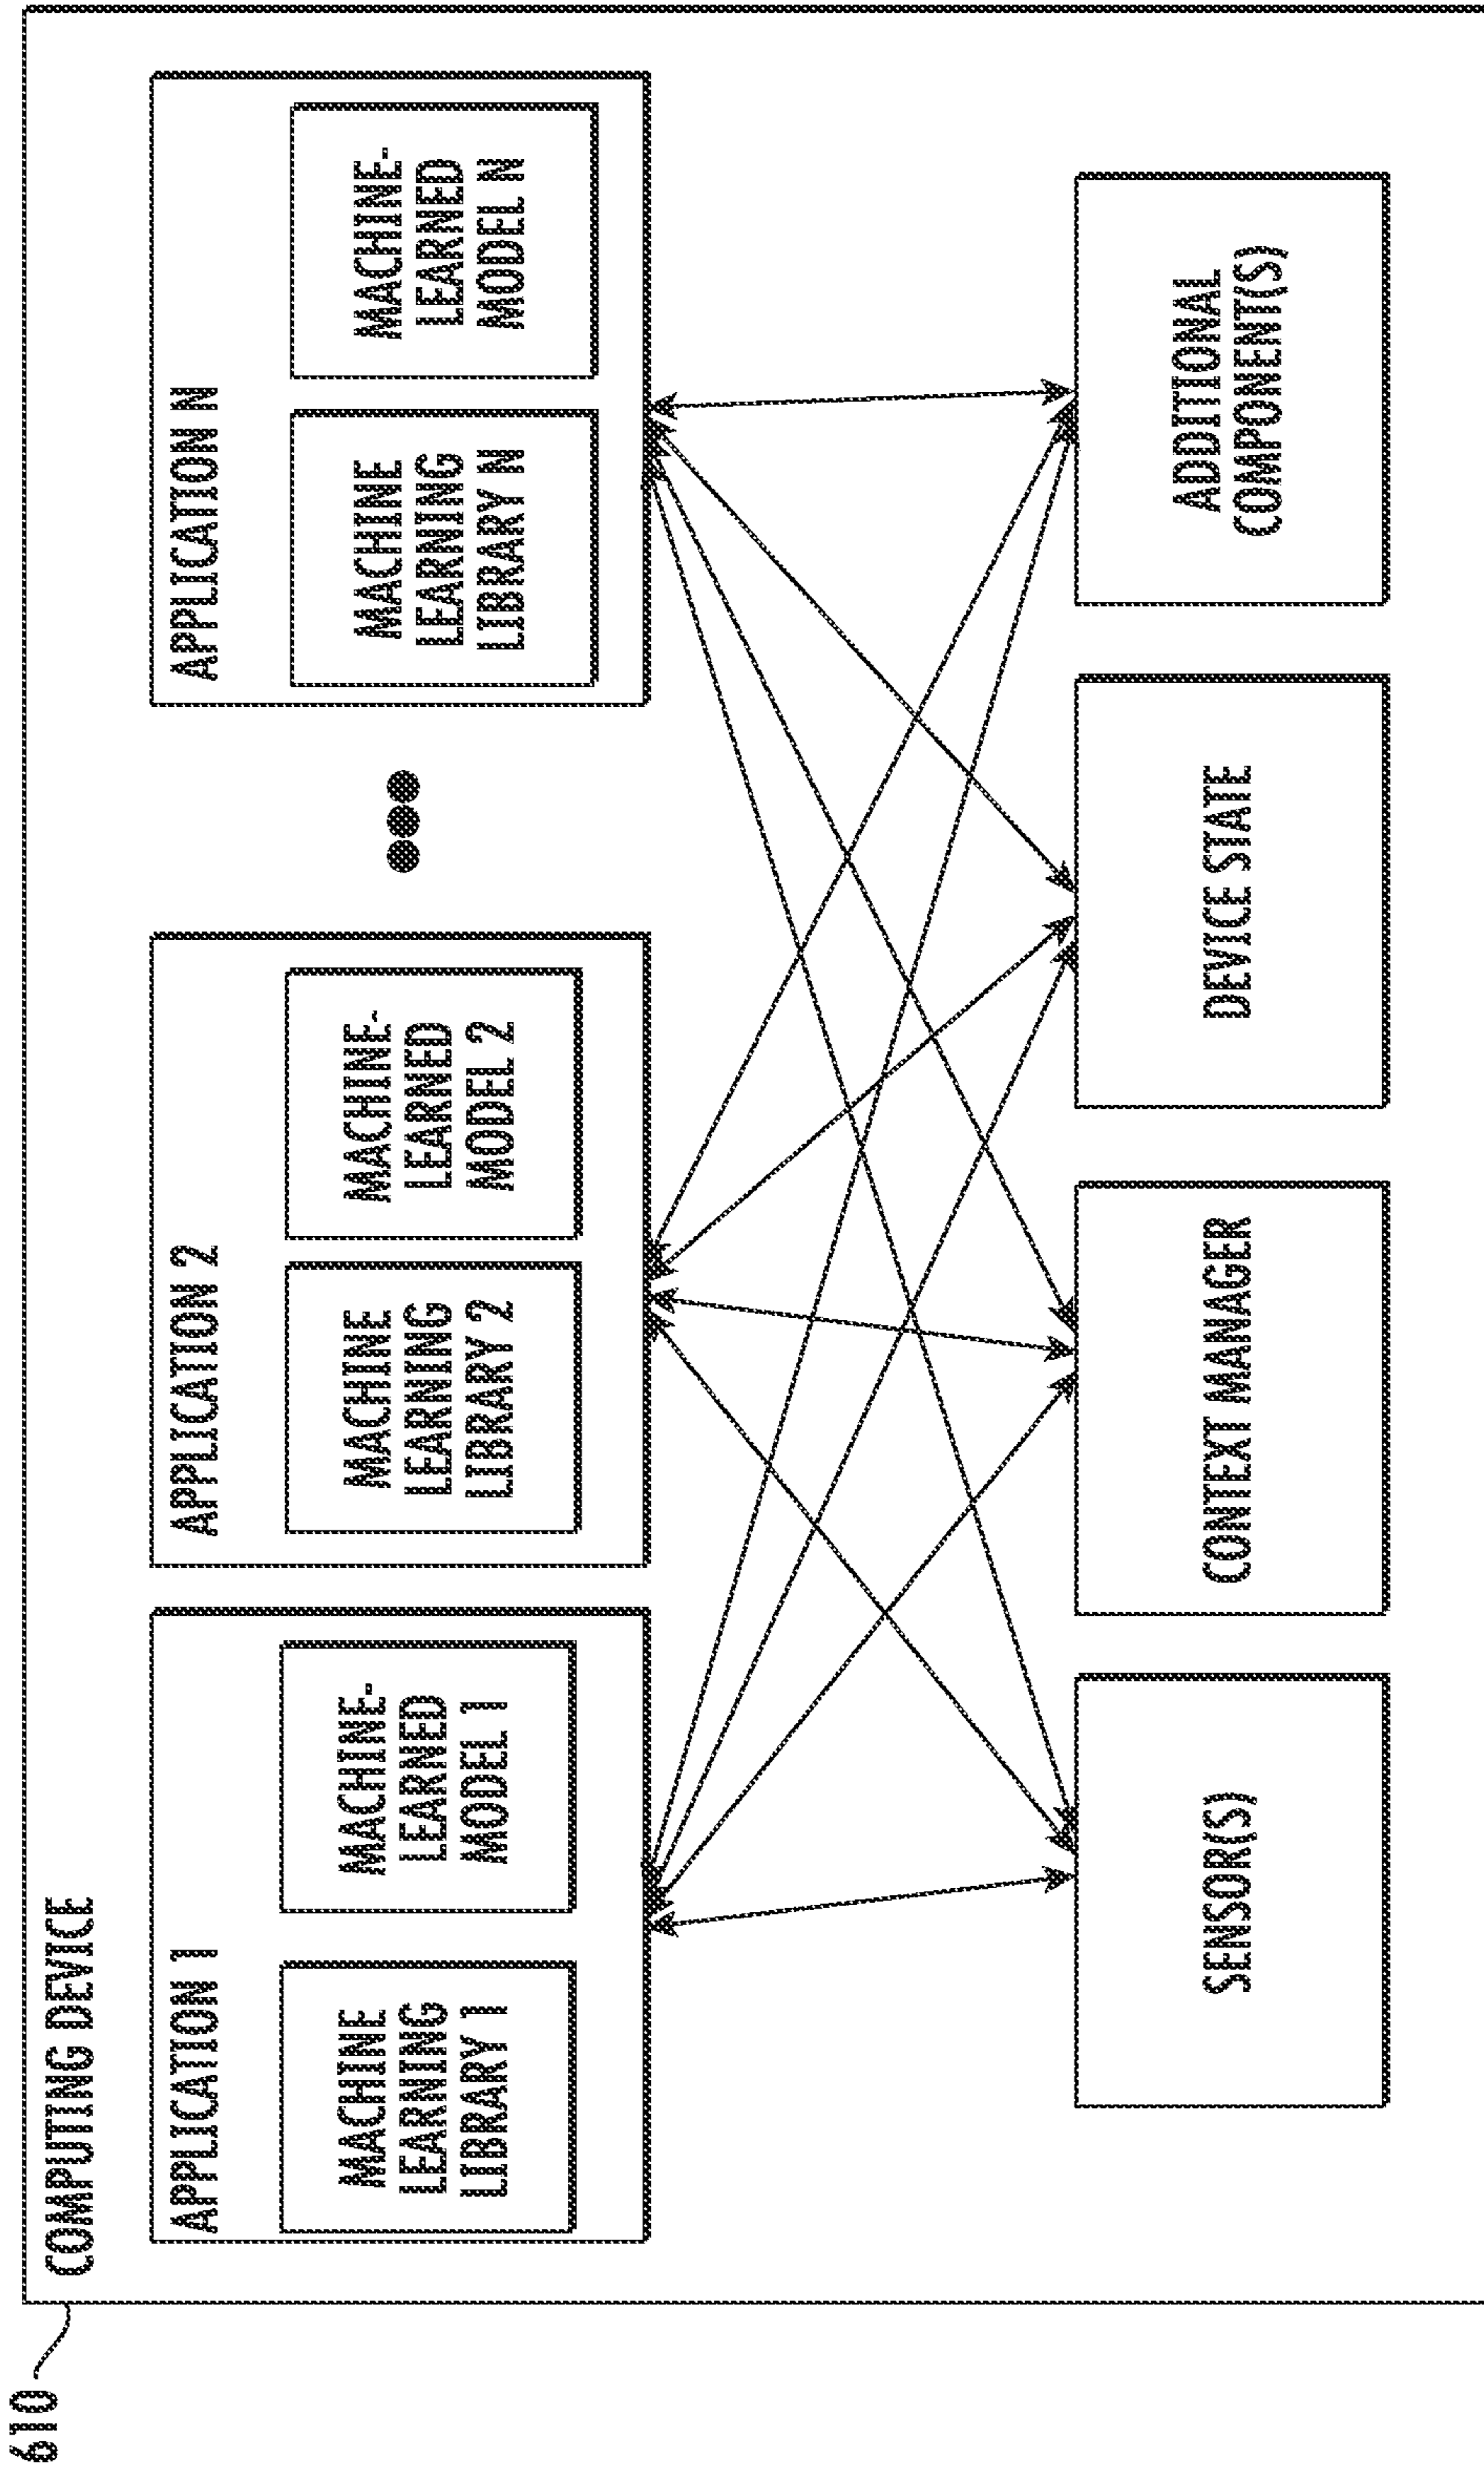 610
COMPUTING DEVICE
APPLICATION 1
MACHINE
LEARNING
LIBRARY 1
MACHINE-
LEARNED
MODEL 1
APPLICATION 2
MACHINE
LEARNING
LIBRARY 2
MACHINE-
LEARNED
MODEL 2
APPLICATION N
MACHINE
LEARNING
LIBRARY N
MACHINE-
LEARNED
MODEL N
SENSOR(S)
CONTEXT MANAGER
DEVICE STATE
ADDITIONAL
COMPONENT(S)